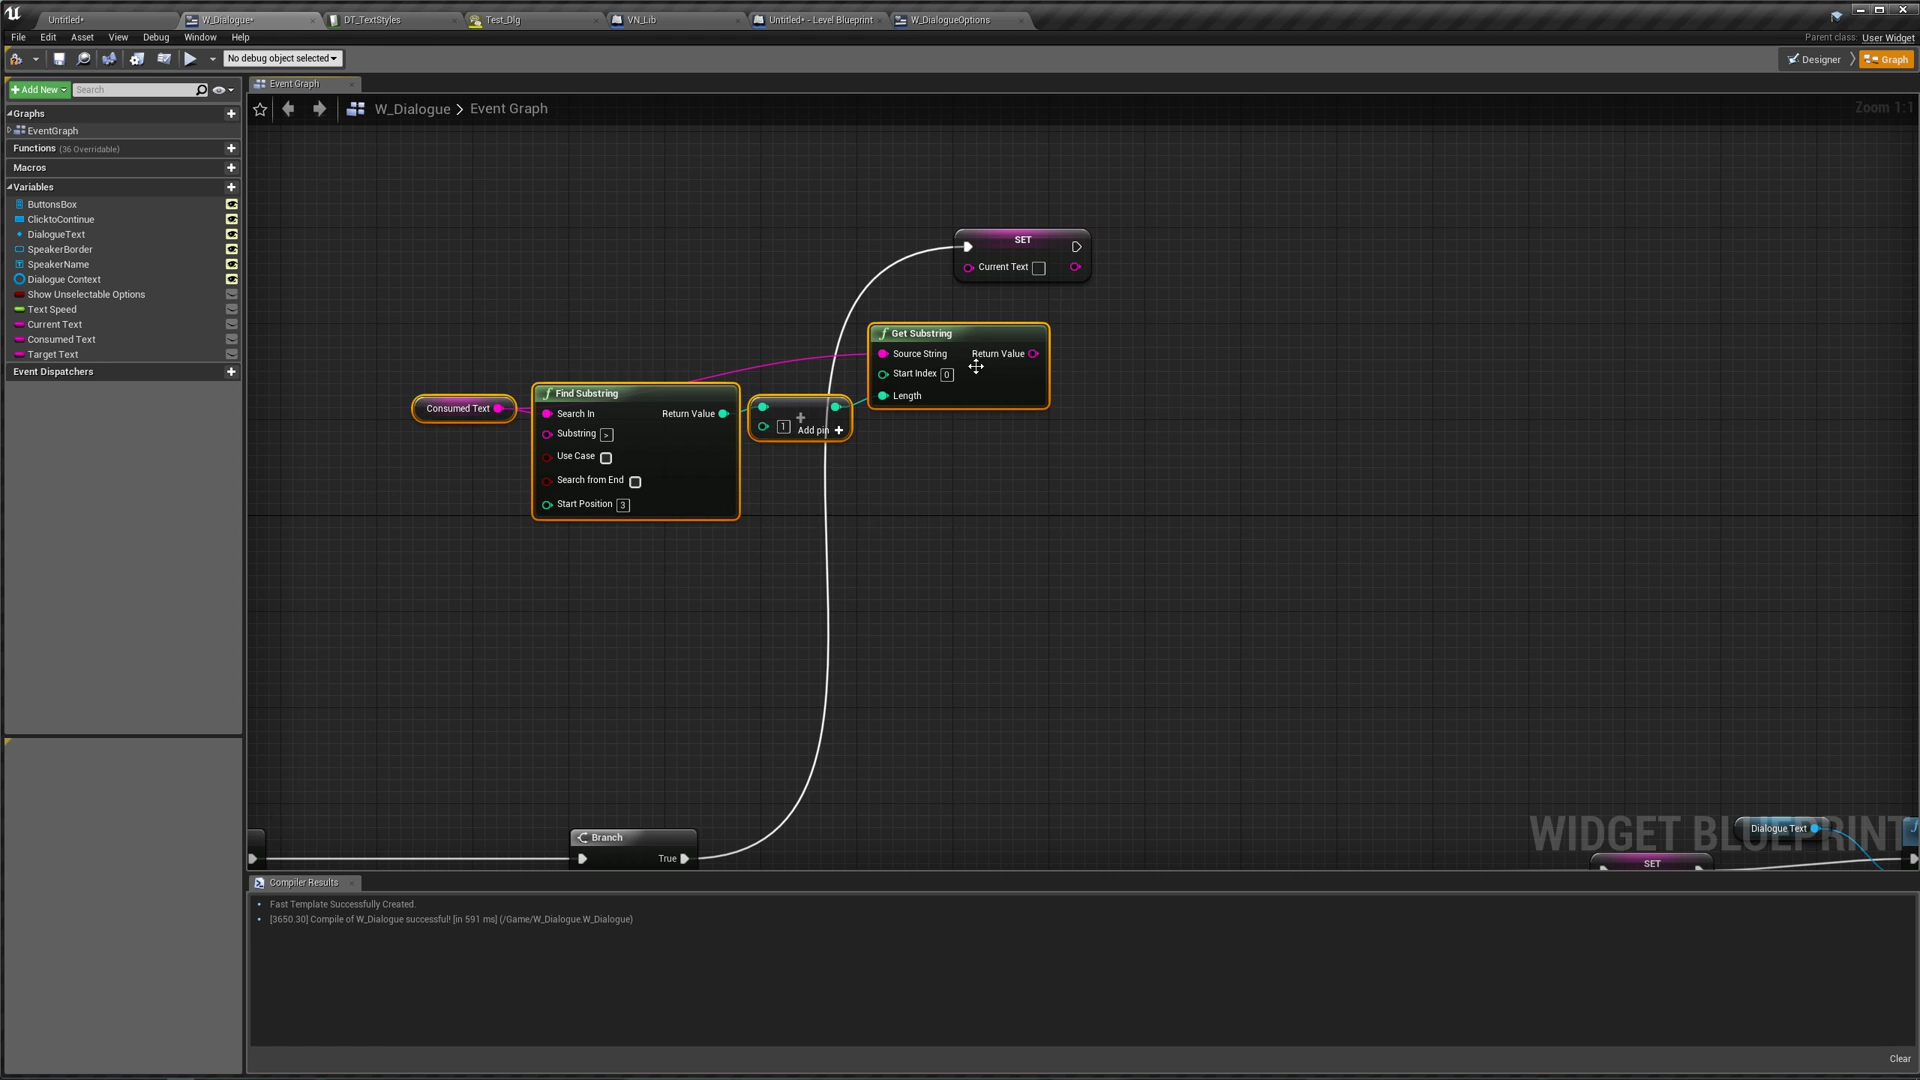 Untitled•
W_Dialogue•
DT_TextStyles
Test_Dlg
VN_Lib
Untitled• - Level Blueprint
W_DialogueOptions
File Edit Asset View Debug Window Help
Parent class: User Widget
No debug object selected
Designer
Graph
Add New
Search
Event Graph
W_Dialogue > Event Graph
Zoom 1:1
Graphs
EventGraph
Functions (36 Overridable)
Macros
Variables
ButtonsBox
ClicktoContinue
DialogueText
SpeakerBorder
SpeakerName
Dialogue Context
Show Unselectable Options
Text Speed
Current Text
Consumed Text
Target Text
Event Dispatchers
SET
Current Text
f Get Substring
Source String Return Value
Start Index 0
Length
Consumed Text
f Find Substring
Search In Return Value
Substring >
Use Case
Search from End
Start Position 3
1 Add pin +
Branch
True
WIDGET BLUEPRINT
Dialogue Text
SET
Compiler Results
Fast Template Successfully Created.
[3650.30] Compile of W_Dialogue successful! [in 591 ms] (/Game/W_Dialogue.W_Dialogue)
Clear